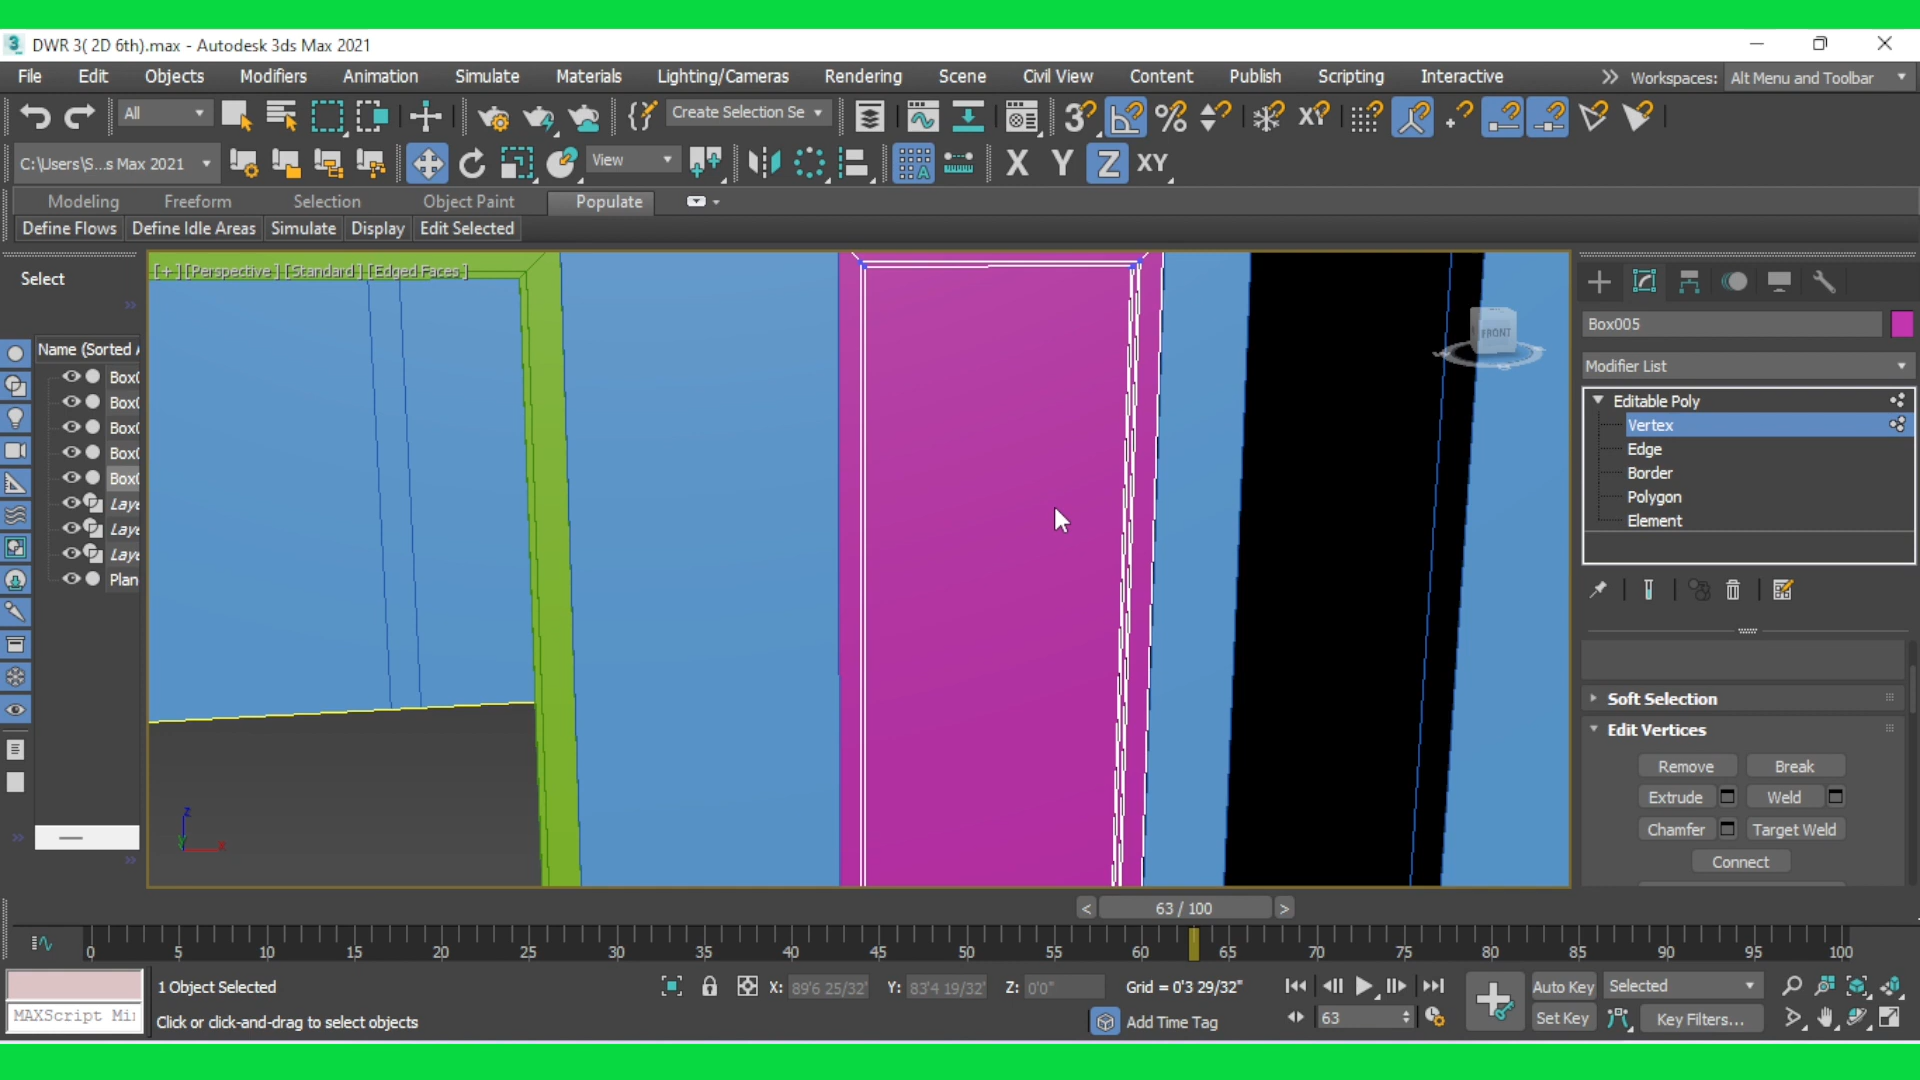 DWR 3( 2D 6th).max - Autodesk 3ds Max 2021
File Edit Objects Modifiers Animation Simulate Materials Lighting/Cameras Rendering Scene Civil View Content Publish Scripting Interactive Workspaces: Alt Menu and Toolbar
All Create Selection Se
C:\Users\S...s Max 2021 View X Y Z XY
Modeling Freeform Selection Object Paint Populate
Define Flows Define Idle Areas Simulate Display Edit Selected
[+] [Perspective] [Standard] [Edged Faces]
Select
Name (Sorted A
Box0
Box0
Box0
Box0
Box0
Laye
Laye
Laye
Plan
FRONT
z
y
x
Box005
Modifier List
Editable Poly
Vertex
Edge
Border
Polygon
Element
Soft Selection
Edit Vertices
Remove Break
Extrude Weld
Chamfer Target Weld
Connect
< 63 / 100 >
0 5 10 15 20 25 30 35 40 45 50 55 60 65 70 75 80 85 90 95 100
1 Object Selected X: 89'6 25/32" Y: 83'4 19/32" Z: 0'0" Grid = 0'3 29/32" Auto Key Selected
MAXScript Mi Click or click-and-drag to select objects Add Time Tag 63 Set Key Key Filters...